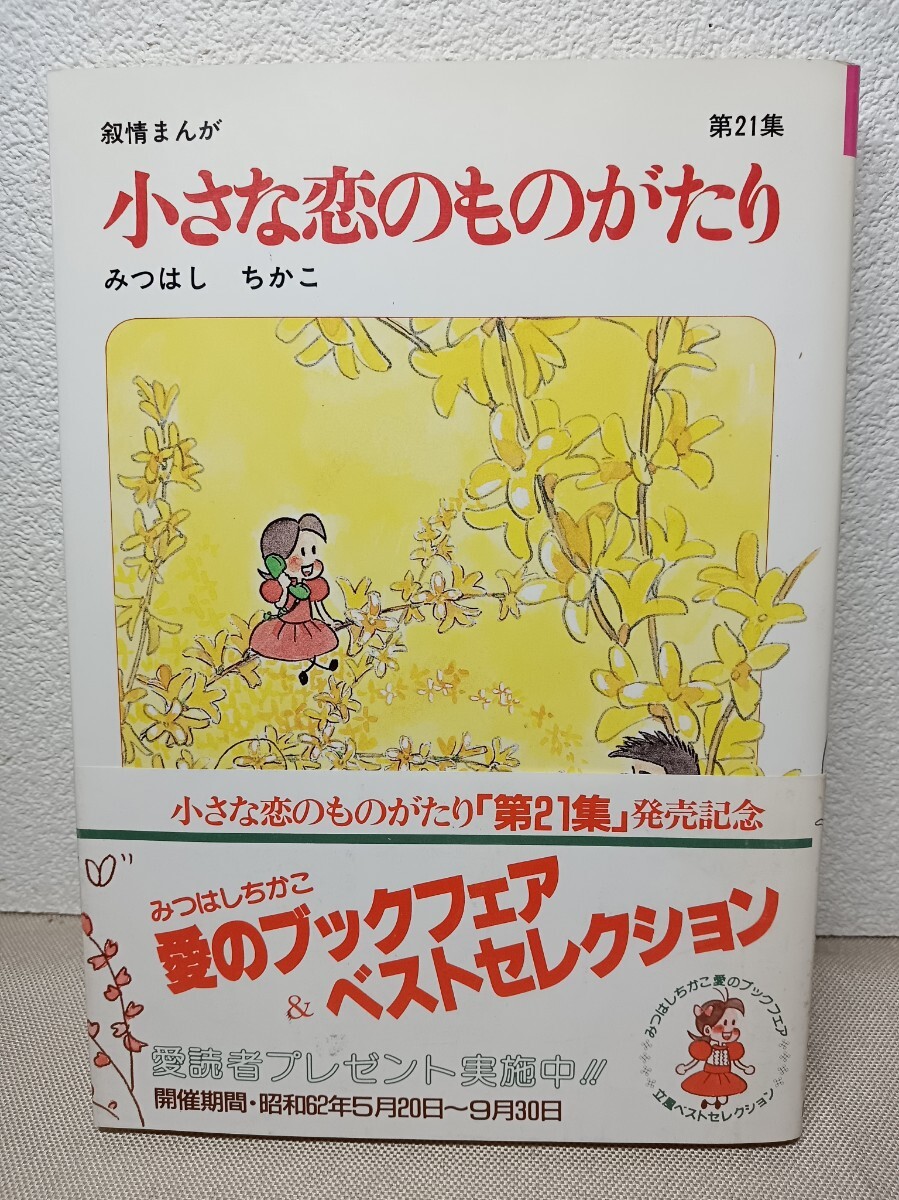 叙情まんが
第21集
小さな恋のものがたり
みつはし ちかこ
小さな恋のものがたり「第21集」発売記念
みつはしちかこ
愛のブックフェア
&ベストセレクション
愛読者プレゼント実施中!!
開催期間・昭和62年5月20日〜9月30日
みつはしちかこ愛のブックフェア
立風ベストセレクション